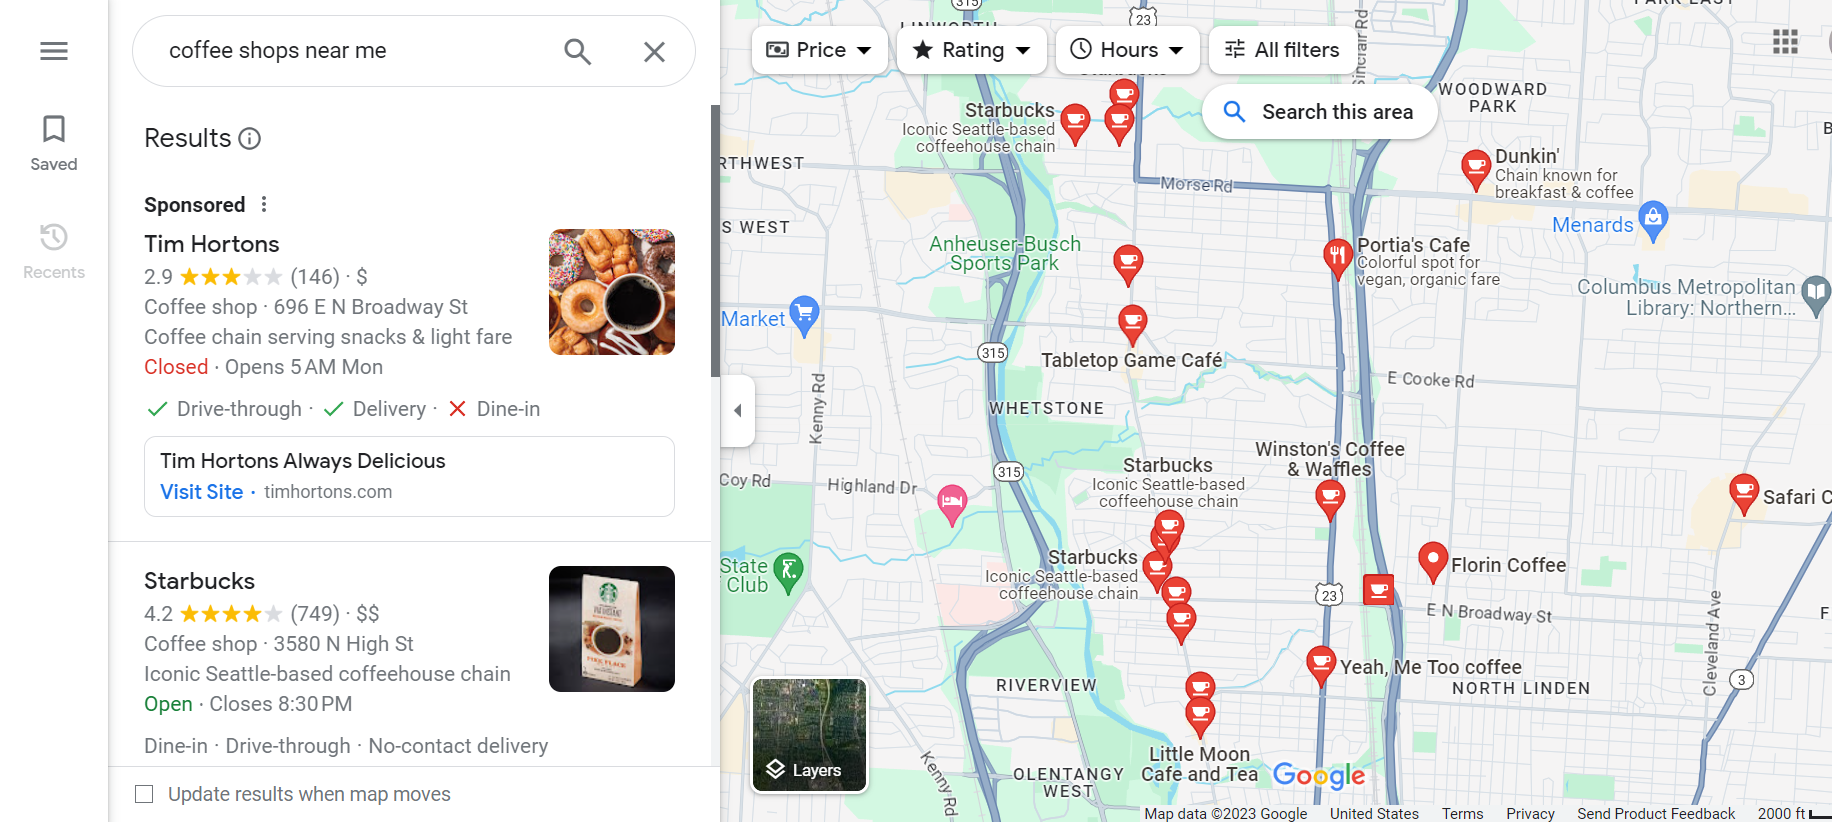 coffee shops near me
Saved
Recents
Results
Sponsored
Tim Hortons
2.9 (146) · $
Coffee shop · 696 E N Broadway St
Coffee chain serving snacks & light fare
Closed · Opens 5 AM Mon
Drive-through · Delivery · Dine-in
Tim Hortons Always Delicious
Visit Site · timhortons.com
Starbucks
4.2 (749) · $$
Coffee shop · 3580 N High St
Iconic Seattle-based coffeehouse chain
Open · Closes 8:30 PM
Dine-in · Drive-through · No-contact delivery
Update results when map moves
Price
Rating
Hours
All filters
Search this area
315
23
Sinclair Rd
WOODWARD
PARK
Starbucks
Iconic Seattle-based
coffeehouse chain
Dunkin'
Chain known for
breakfast & coffee
RTHWEST
Morse Rd
S WEST
Menards
Anheuser-Busch
Sports Park
Portia's Cafe
Colorful spot for
vegan, organic fare
Columbus Metropolitan
Library: Northern...
Market
315
Tabletop Game Café
E Cooke Rd
Kenny Rd
WHETSTONE
Winston's Coffee
& Waffles
Starbucks
Iconic Seattle-based
coffeehouse chain
315
Coy Rd
Highland Dr
Safari C
Starbucks
Iconic Seattle-based
coffeehouse chain
State
Club
Florin Coffee
23
E N Broadway St
Cleveland Ave
F
Yeah, Me Too coffee
NORTH LINDEN
3
RIVERVIEW
Little Moon
Cafe and Tea
Kenny Rd
OLENTANGY
WEST
Layers
Google
Map data ©2023 Google United States Terms Privacy Send Product Feedback 2000 ft